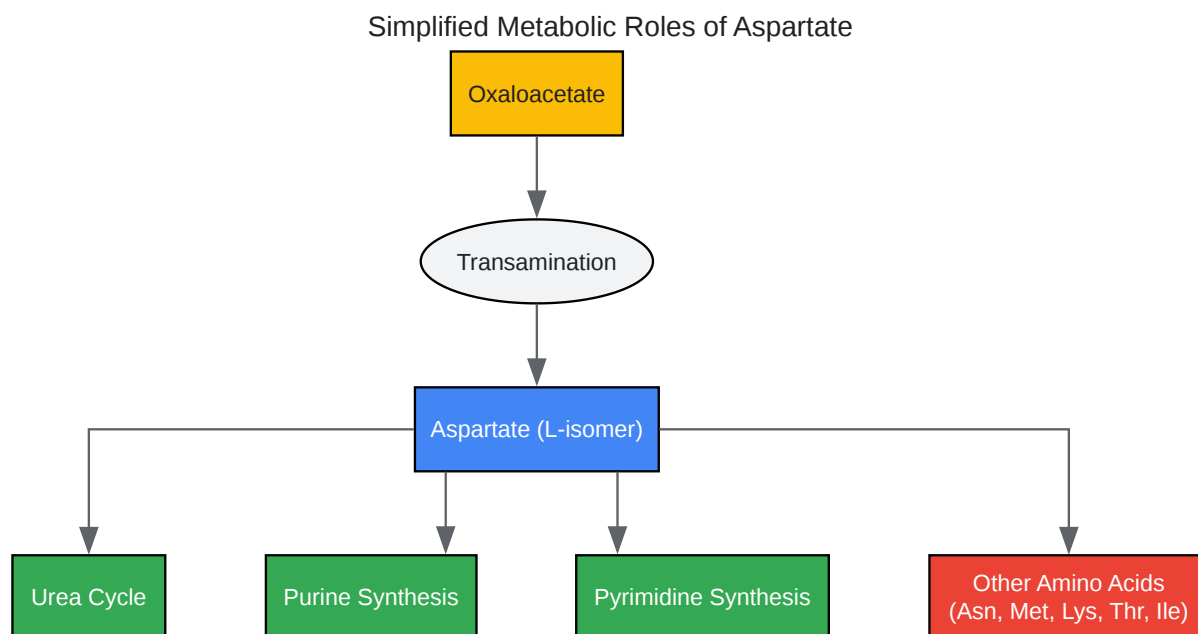 Simplified Metabolic Roles of Aspartate
Oxaloacetate
Transamination
Aspartate (L-isomer)
Urea Cycle
Purine Synthesis
Pyrimidine Synthesis
Other Amino Acids
(Asn, Met, Lys, Thr, Ile)